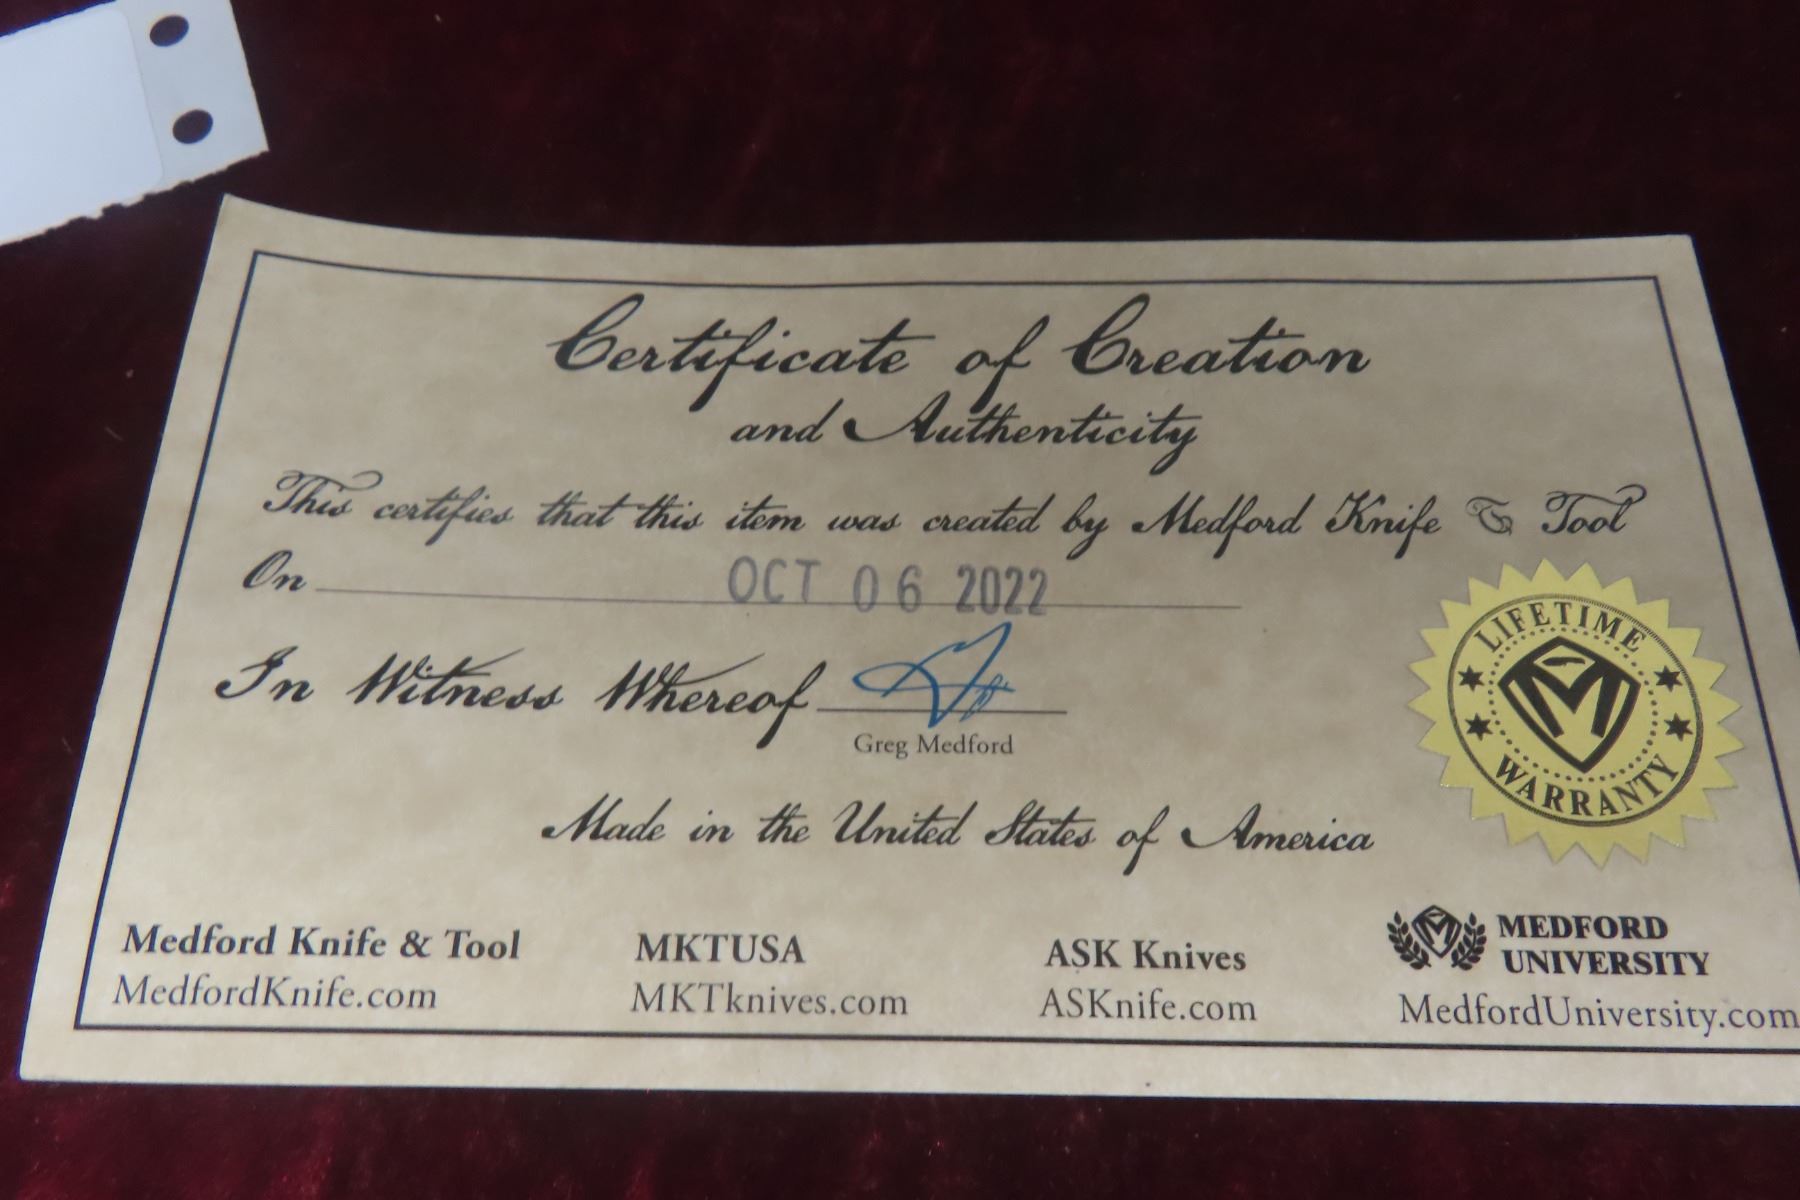 Certificate of Creation
and Authenticity
This certifies that this item was created by Medford Knife & Tool
On OCT 06 2022
In Witness Whereof
Greg Medford
LIFETIME
M
WARRANTY
Made in the United States of America
Medford Knife & Tool
MedfordKnife.com
MKTUSA
MKTknives.com
ASK Knives
ASKnife.com
MEDFORD
UNIVERSITY
MedfordUniversity.com